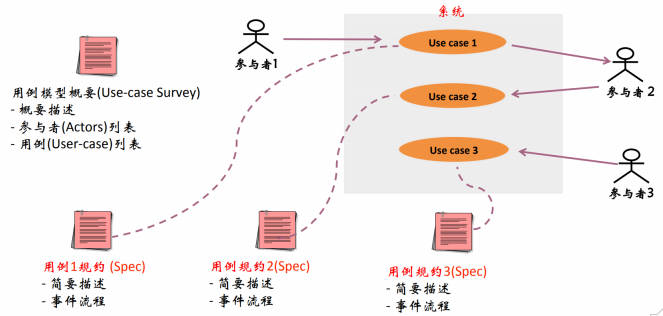 系统
参与者1
Use case 1
参与者 2
用例模型概要(Use-case Survey)
- 概要描述
- 参与者(Actors)列表
- 用例(User-case)列表
Use case 2
Use case 3
参与者3
用例1规约 (Spec)
- 简要描述
- 事件流程
用例规约2(Spec)
- 简要描述
- 事件流程
用例规约3(Spec)
- 简要描述
- 事件流程